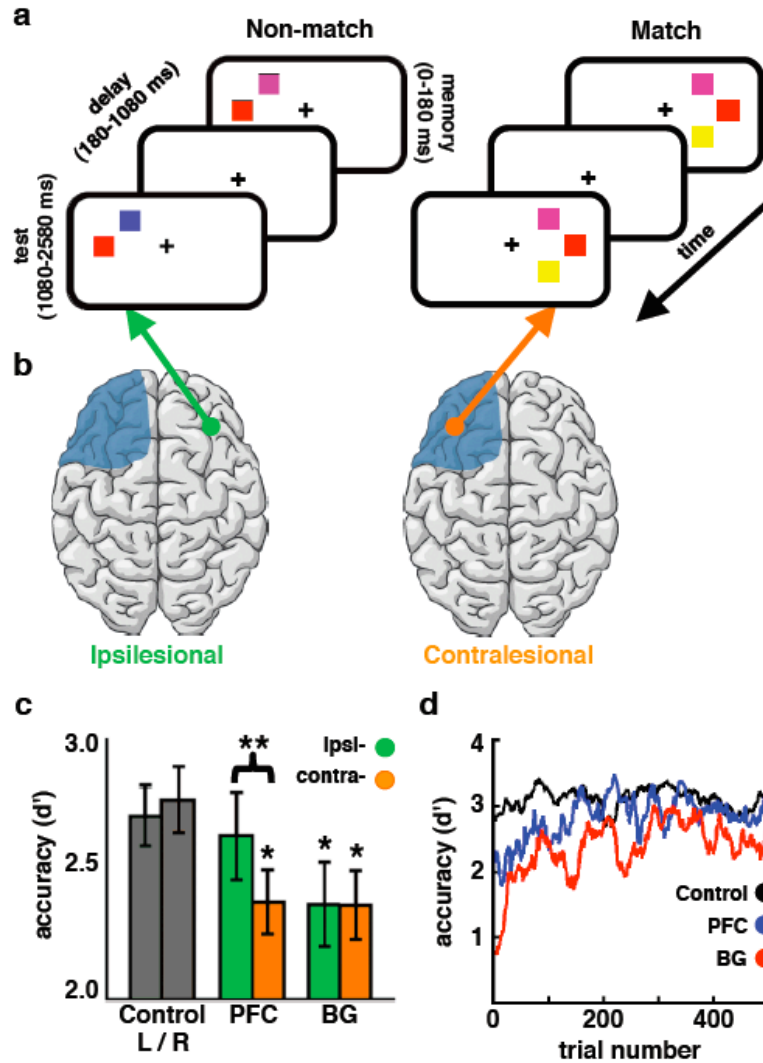 a
Non-match
Match
delay
(180-1080 ms)
memory
(0-180 ms)
test
(1080-2580 ms)
+
+
+
+
+
+
time
b
Ipsilesional
Contralesional
c
3.0
2.5
2.0
accuracy (d')
**
*
*
*
Ipsi-
contra-
Control
L / R
PFC
BG
d
4
3
2
1
accuracy (d')
Control
PFC
BG
0
200
400
trial number